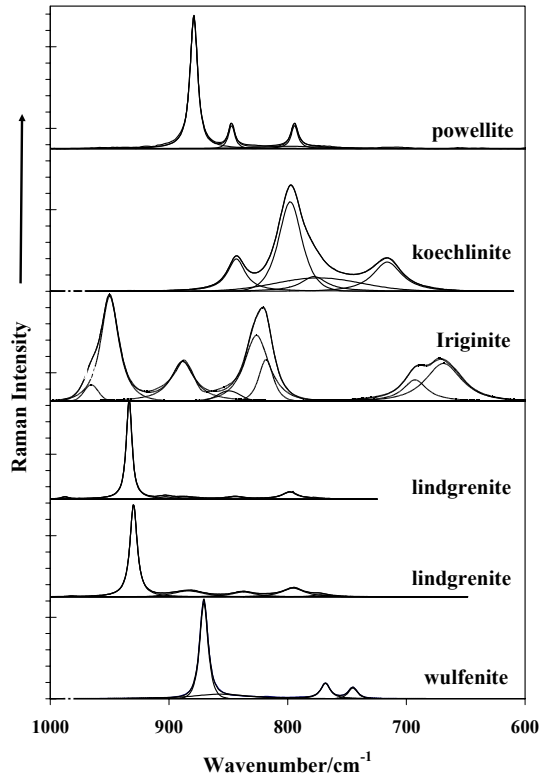 powellite
koechlinite
Iriginite
lindgrenite
lindgrenite
wulfenite
Raman Intensity
1000 900 800 700 600
Wavenumber/cm-1